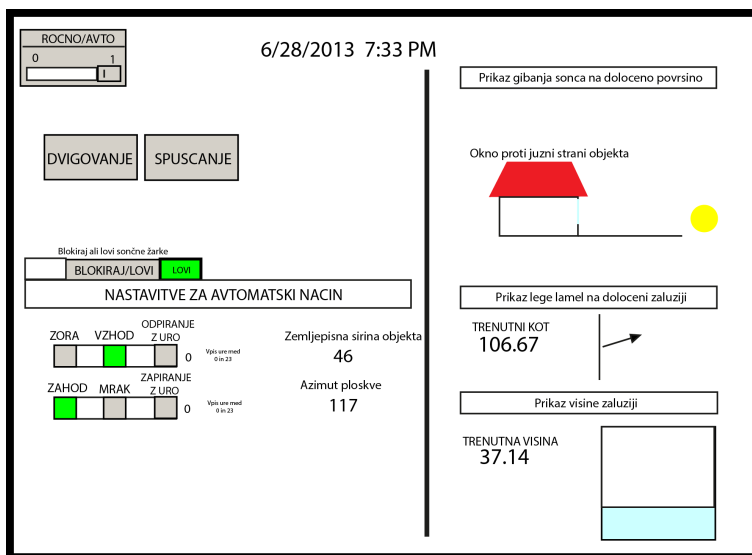 ROCNO/AVTO
0 1
I
6/28/2013 7:33 PM
DVIGOVANJE SPUSCANJE
Blokiraj ali lovi sončne žarke
BLOKIRAJ/LOVI LOVI
NASTAVITVE ZA AVTOMATSKI NACIN
ZORA VZHOD ODPIRANJE
Z URO
0 Vpis ure med
0 in 23
ZAHOD MRAK ZAPIRANJE
Z URO
0 Vpis ure med
0 in 23
Zemljepisna sirina objekta
46
Azimut ploskve
117
Prikaz gibanja sonca na doloceno povrsino
Okno proti juzni strani objekta
Prikaz lege lamel na doloceni zaluziji
TRENUTNI KOT
106.67
Prikaz visine zaluziji
TRENUTNA VISINA
37.14